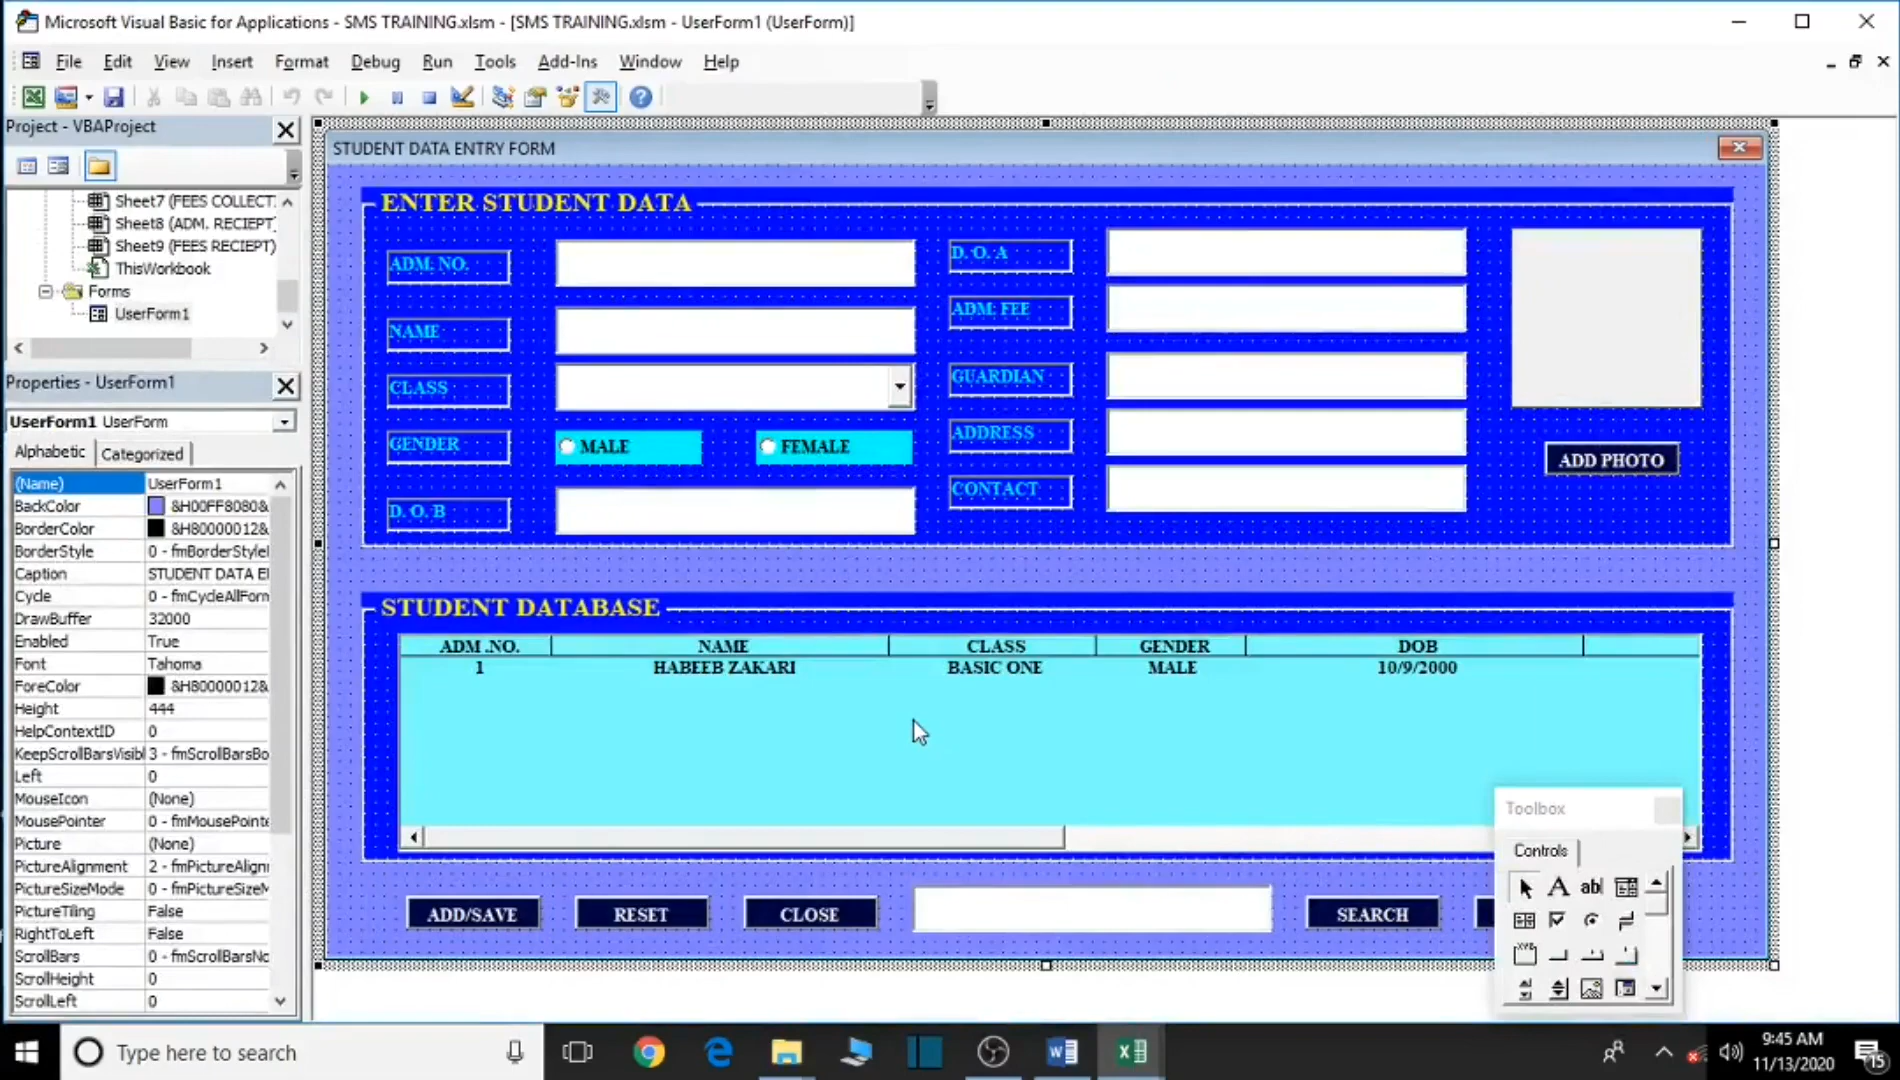 Microsoft Visual Basic for Applications - SMS TRAINING.xlsm - [SMS TRAINING.xlsm - UserForm1 (UserForm)]
File Edit View Insert Format Debug Run Tools Add-Ins Window Help
Project - VBAProject
Sheet7 (FEES COLLECT
Sheet8 (ADM. RECIEPT)
Sheet9 (FEES RECIEPT)
ThisWorkbook
Forms
UserForm1
Properties - UserForm1
UserForm1 UserForm
Alphabetic Categorized
(Name) UserForm1
BackColor &H00FF8080&
BorderColor &H80000012&
BorderStyle 0 - fmBorderStyle
Caption STUDENT DATA E
Cycle 0 - fmCycleAllForm
DrawBuffer 32000
Enabled True
Font Tahoma
ForeColor &H80000012&
Height 444
HelpContextID 0
KeepScrollBarsVisibl 3 - fmScrollBarsBo
Left 0
MouseIcon (None)
MousePointer 0 - fmMousePointe
Picture (None)
PictureAlignment 2 - fmPictureAlignm
PictureSizeMode 0 - fmPictureSizeM
PictureTiling False
RightToLeft False
ScrollBars 0 - fmScrollBarsNo
ScrollHeight 0
ScrollLeft 0
STUDENT DATA ENTRY FORM
ENTER STUDENT DATA
ADM. NO.
NAME
CLASS
GENDER MALE FEMALE
D. O. B
D. O. A
ADM: FEE
GUARDIAN
ADDRESS
CONTACT
ADD PHOTO
STUDENT DATABASE
ADM .NO. NAME CLASS GENDER DOB
1 HABEEB ZAKARI BASIC ONE MALE 10/9/2000
ADD/SAVE RESET CLOSE SEARCH
Toolbox
Controls
A ab
XYZ
Type here to search
9:45 AM
11/13/2020
15